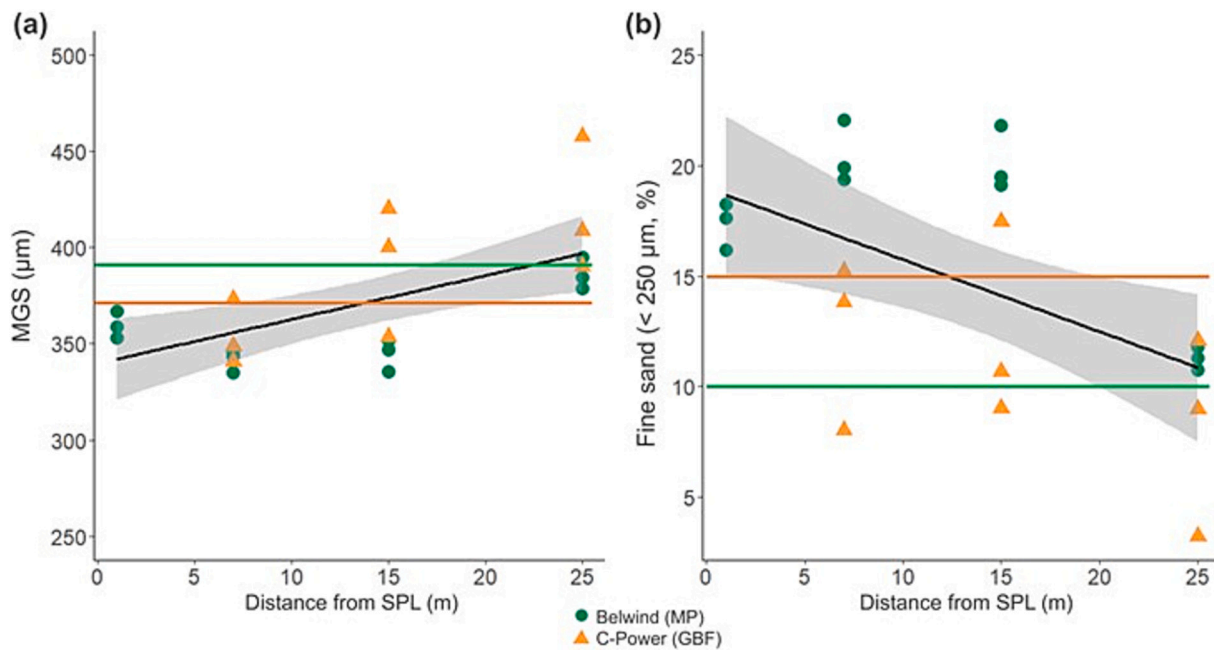 (a)
MGS (µm)
500
450
400
350
300
250
0
5
10
15
20
25
Distance from SPL (m)
(b)
Fine sand (< 250 µm, %)
25
20
15
10
5
0
5
10
15
20
25
Distance from SPL (m)
Belwind (MP)
C-Power (GBF)